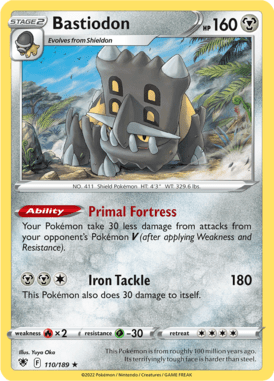 STAGE 2 Bastiodon HP 160
Evolves from Shieldon
NO. 411 Shield Pokémon HT: 4'3" WT: 329.6 lbs.
Ability Primal Fortress
Your Pokémon take 30 less damage from attacks from
your opponent's Pokémon V (after applying Weakness and
Resistance).
Iron Tackle 180
This Pokémon also does 30 damage to itself.
weakness ×2 resistance -30 retreat
Illus. Yuya Oka
This Pokémon is from roughly 100 million years ago.
Its terrifyingly tough face is harder than steel.
F 110/189 ★
©2022 Pokémon / Nintendo / Creatures / GAME FREAK